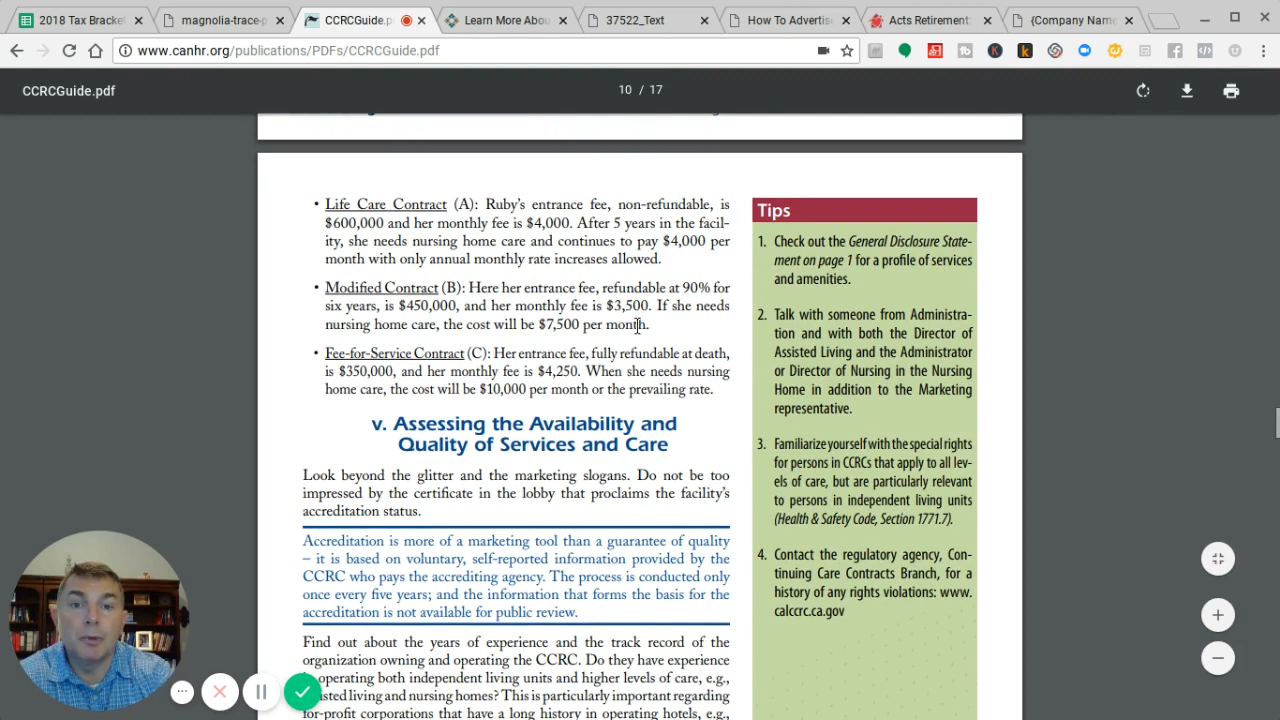 2018 Tax Bracket
magnolia-trace-p
CCRCGuide.p
Learn More Abou
37522_Text
How To Advertis
Acts Retirement
{Company Nam
www.canhr.org/publications/PDFs/CCRCGuide.pdf
CCRCGuide.pdf
10 / 17
• Life Care Contract (A): Ruby's entrance fee, non-refundable, is
$600,000 and her monthly fee is $4,000. After 5 years in the facil-
ity, she needs nursing home care and continues to pay $4,000 per
month with only annual monthly rate increases allowed.
• Modified Contract (B): Here her entrance fee, refundable at 90% for
six years, is $450,000, and her monthly fee is $3,500. If she needs
nursing home care, the cost will be $7,500 per month.
• Fee-for-Service Contract (C): Her entrance fee, fully refundable at death,
is $350,000, and her monthly fee is $4,250. When she needs nursing
home care, the cost will be $10,000 per month or the prevailing rate.
v. Assessing the Availability and
Quality of Services and Care
Look beyond the glitter and the marketing slogans. Do not be too
impressed by the certificate in the lobby that proclaims the facility's
accreditation status.
Accreditation is more of a marketing tool than a guarantee of quality
– it is based on voluntary, self-reported information provided by the
CCRC who pays the accrediting agency. The process is conducted only
once every five years; and the information that forms the basis for the
accreditation is not available for public review.
Find out about the years of experience and the track record of the
organization owning and operating the CCRC. Do they have experience
operating both independent living units and higher levels of care, e.g.,
sted living and nursing homes? This is particularly important regarding
for-profit corporations that have a long history in operating hotels, e.g.,
Tips
1. Check out the General Disclosure State-
ment on page 1 for a profile of services
and amenities.
2. Talk with someone from Administra-
tion and with both the Director of
Assisted Living and the Administrator
or Director of Nursing in the Nursing
Home in addition to the Marketing
representative.
3. Familiarize yourself with the special rights
for persons in CCRCs that apply to all lev-
els of care, but are particularly relevant
to persons in independent living units
(Health & Safety Code, Section 1771.7).
4. Contact the regulatory agency, Con-
tinuing Care Contracts Branch, for a
history of any rights violations: www.
calccrc.ca.gov